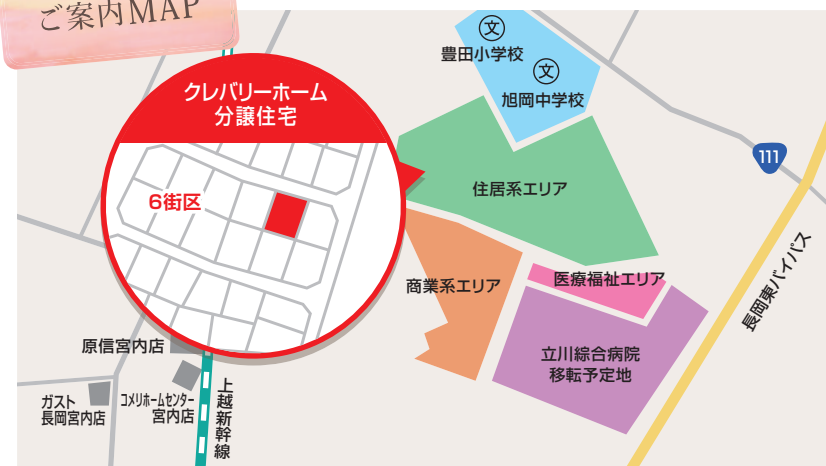 ご案内MAP
文
豊田小学校
文
旭岡中学校
クレバリーホーム
分譲住宅
111
6街区
住居系エリア
長岡東バイパス
商業系エリア
医療福祉エリア
原信宮内店
立川綜合病院
移転予定地
ガスト
長岡宮内店
コメリホームセンター
宮内店
上越新幹線